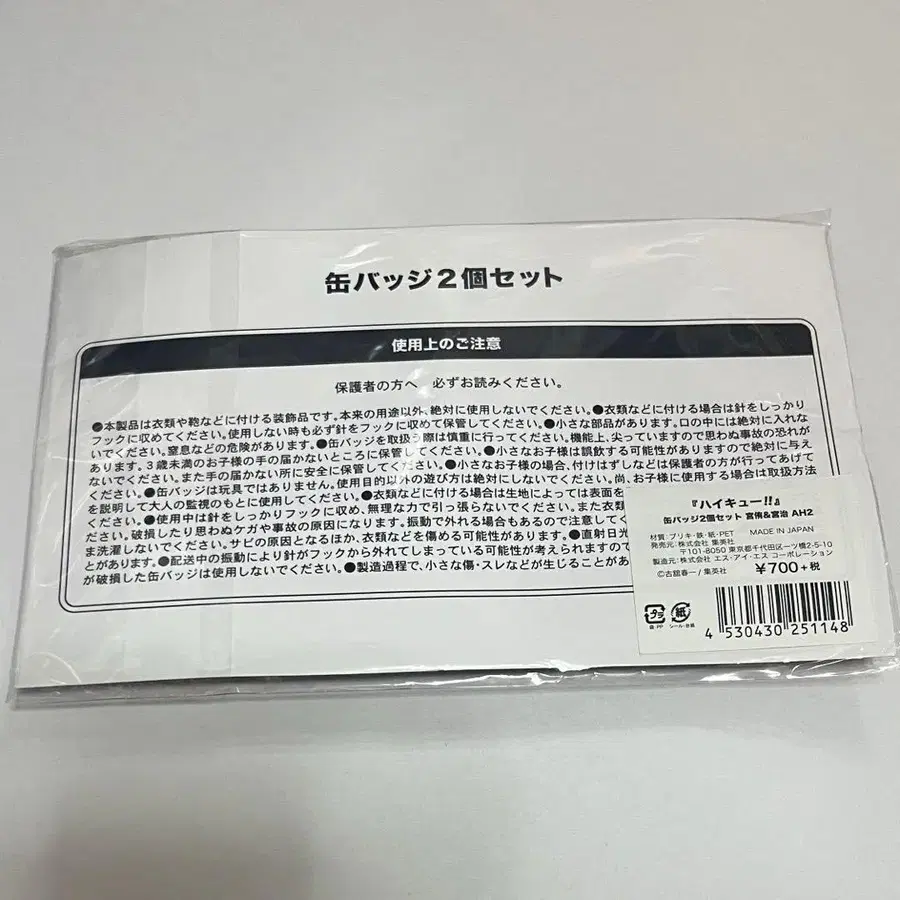 缶バッジ2個セット
使用上のご注意
保護者の方へ 必ずお読みください。
●本製品は衣類や鞄などに付ける装飾品です。本来の用途以外、絶対に使用しないでください。●衣類などに付ける場合は針をしっかり
フックに収めてください。使用しない時も必ず針をフックに収めて保管してください。●小さな部品があります。口の中には絶対に入れな
いでください。窒息などの危険があります。●缶バッジを取扱う際は慎重に行ってください。機能上、尖っていますので思わぬ事故の恐れが
あります。3歳未満のお子様の手の届かないところに保管してください。●小さなお子様は誤飲する可能性がありますので絶対に与え
ないでください。また手の届かない所に安全に保管してください。●小さなお子様の場合、付けはずしなどは保護者の方が行ってあげて
ください。●缶バッジは玩具ではありません。使用目的以外の遊び方は絶対にしないでください。尚、お子様に使用する場合は取扱方法
を説明して大人の監視のもとに使用してください。●衣類などに付ける場合は生地によっては表面を
ください。●使用中は針をしっかりフックに収め、無理な力で引っ張らないでください。また衣類
い。破損したり思わぬケガや事故の原因になります。振動で外れる場合もあるので注意してく
ま洗濯しないでください。サビの原因となるほか、衣類などを傷める可能性があります。●直射日光
とがあります。●配送中の振動により針がフックから外れてしまっている可能性が考えられますので
が破損した缶バッジは使用しないでください。●製造過程で、小さな傷・スレなどが生じることがあ
『ハイキュー!!』
缶バッジ2個セット 宮侑&宮治 AH2
材質:ブリキ・鉄・紙・PET MADE IN JAPAN
発売元:株式会社 集英社
〒101-8050 東京都千代田区一ツ橋2-5-10
製造元:株式会社 エス・アイ・エス コーポレーション
©古舘春一/集英社 ¥700+税
プラ 紙
袋:PP シール・台紙
4 530430 251148